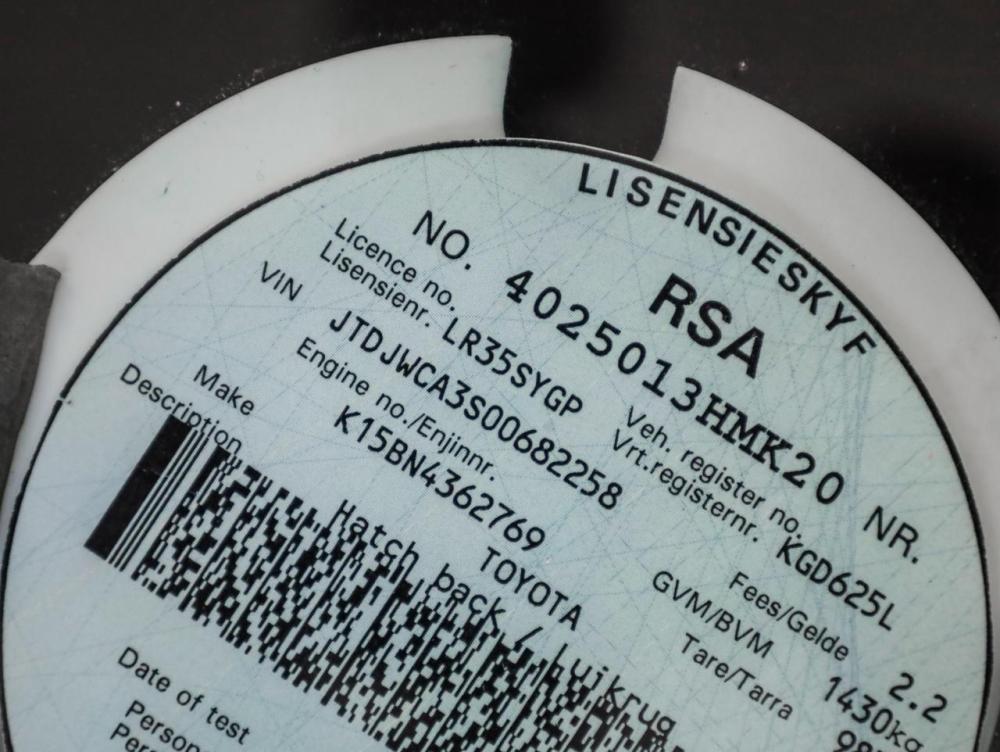 LISENSIESKYF
RSA
NO. 4025013HMK20 NR.
Licence no.
Lisensienr. LR35SYGP
Veh. register no.
Vrt.registernr. KGD625L
VIN JTDJWCA3S00682258
Engine no./Enjinnr.
K15BN4362769
Fees/Gelde 2.2
GVM/BVM 1430kg
Tare/Tarra
Make TOYOTA
Description Hatch back / Luikrug
Date of test